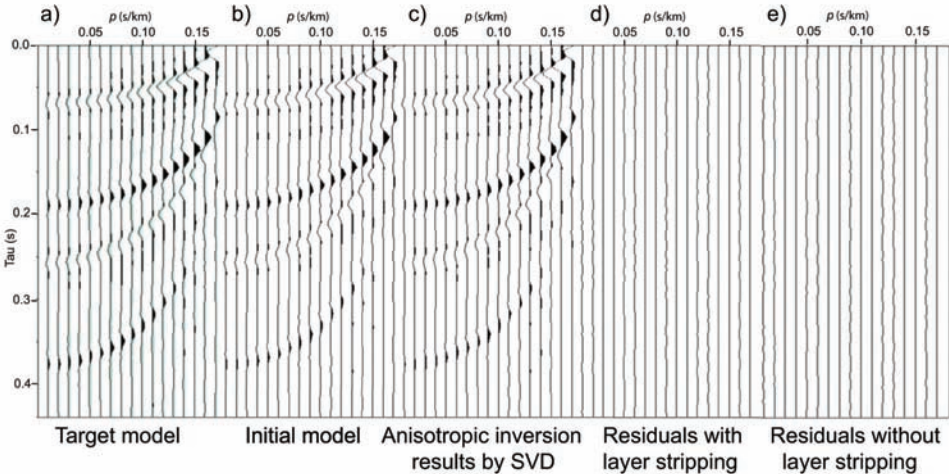 a) p (s/km) b) p (s/km) c) p (s/km) d) p (s/km) e) p (s/km)
0.05 0.10 0.15 0.05 0.10 0.15 0.05 0.10 0.15 0.05 0.10 0.15 0.05 0.10 0.15
0.0
0.1
0.2
Tau (s)
0.3
0.4
Target model Initial model Anisotropic inversion Residuals with Residuals without
results by SVD layer stripping layer stripping